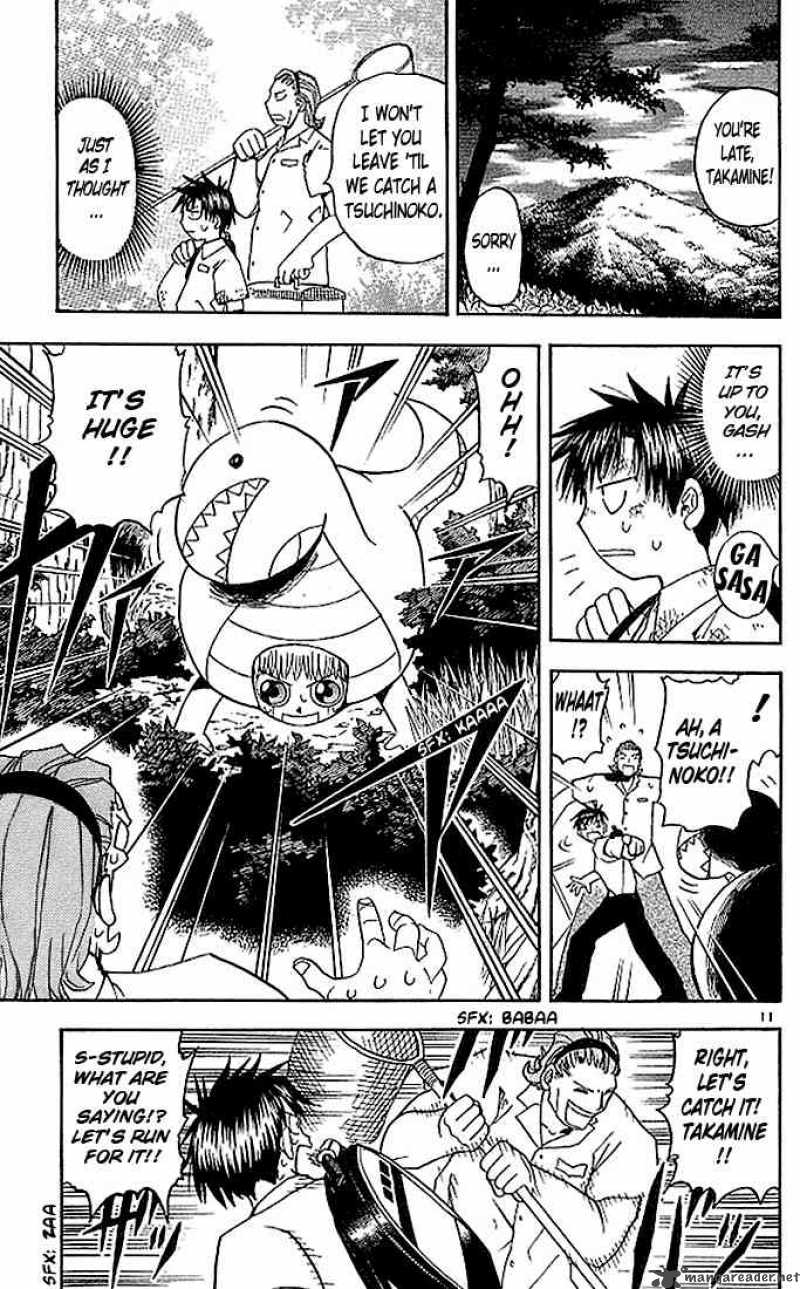 YOU'RE
LATE,
TAKAMINE!
SORRY
...
I WON'T
LET YOU
LEAVE 'TIL
WE CATCH A
TSUCHINOKO.
JUST
AS I
THOUGHT
...
IT'S
UP TO
YOU,
GASH
...
GA
SASA
!
AH, A
TSUCHI-
NOKO!!
WHAAT
!?
OHH!
IT'S
HUGE
!!
SFX: KAAAA
SFX: BABAA
11
RIGHT,
LET'S
CATCH IT!
TAKAMINE
!!
S-STUPID,
WHAT ARE
YOU
SAYING!?
LET'S RUN
FOR IT!!
SFX: ZAA
mangareader.net